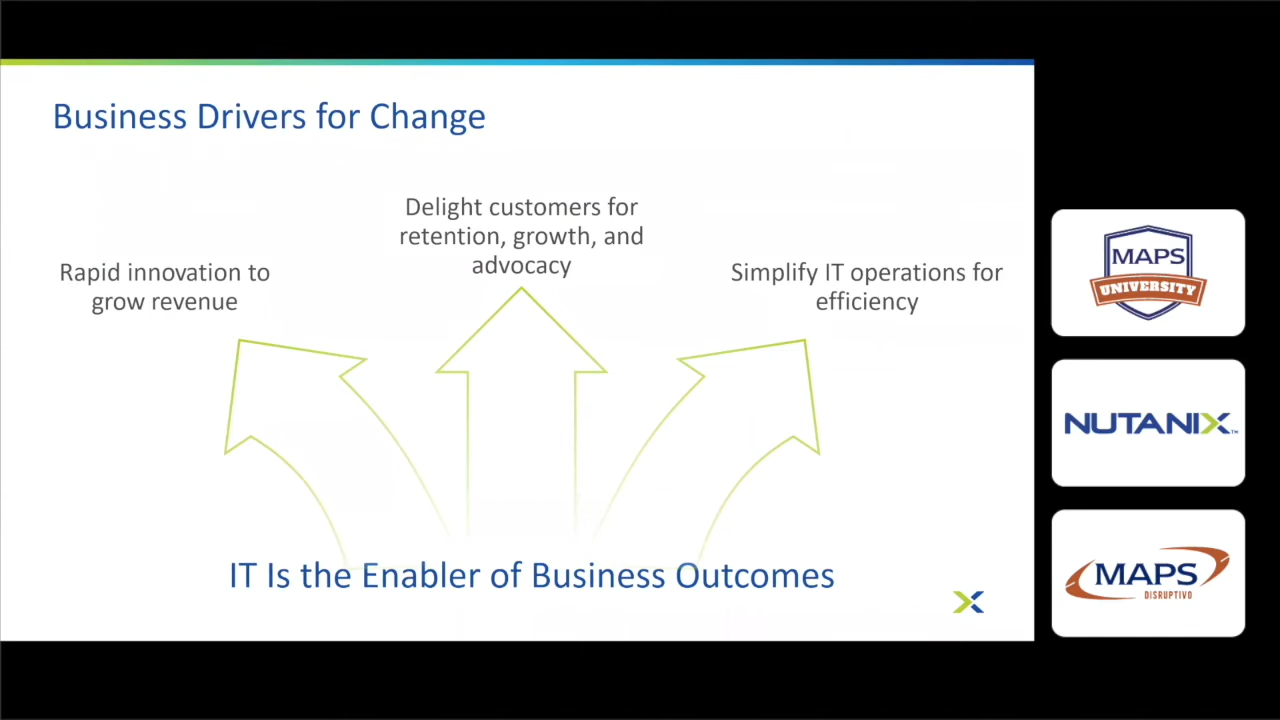 Business Drivers for Change
Delight customers for
retention, growth, and
advocacy
Rapid innovation to
grow revenue
Simplify IT operations for
efficiency
IT Is the Enabler of Business Outcomes
MAPS
UNIVERSITY
NUTANIX™
MAPS
DISRUPTIVO